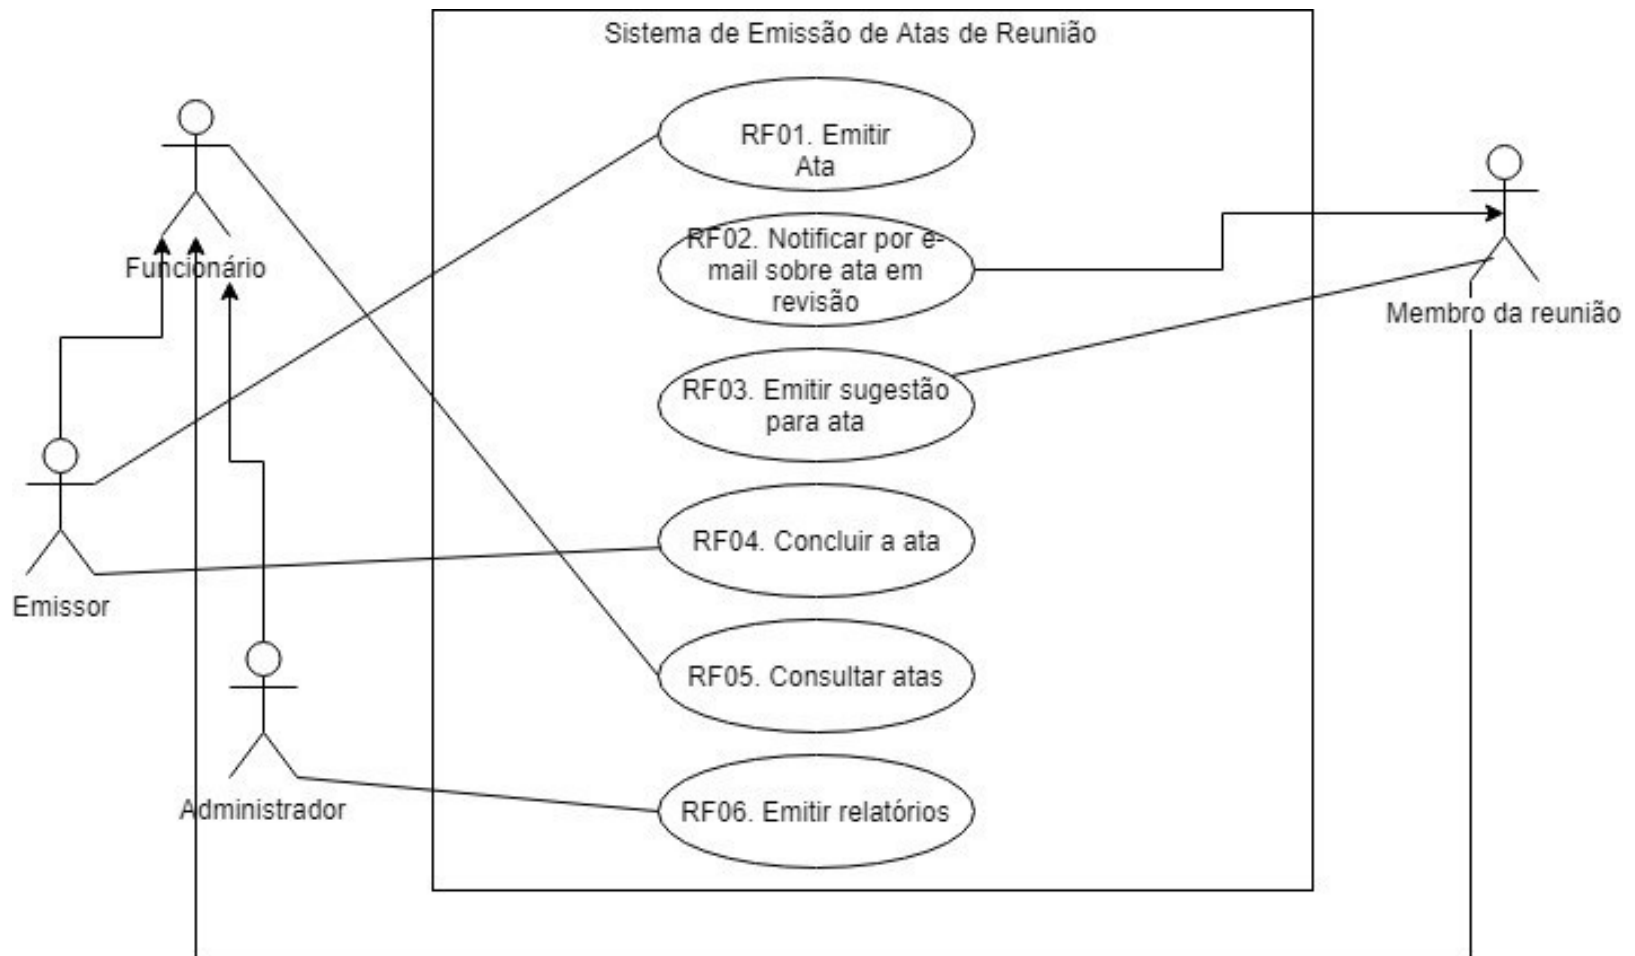 Sistema de Emissão de Atas de Reunião
RF01. Emitir
Ata
RF02. Notificar por e-
mail sobre ata em
revisão
Funcionário
Membro da reunião
RF03. Emitir sugestão
para ata
RF04. Concluir a ata
Emissor
RF05. Consultar atas
Administrador
RF06. Emitir relatórios